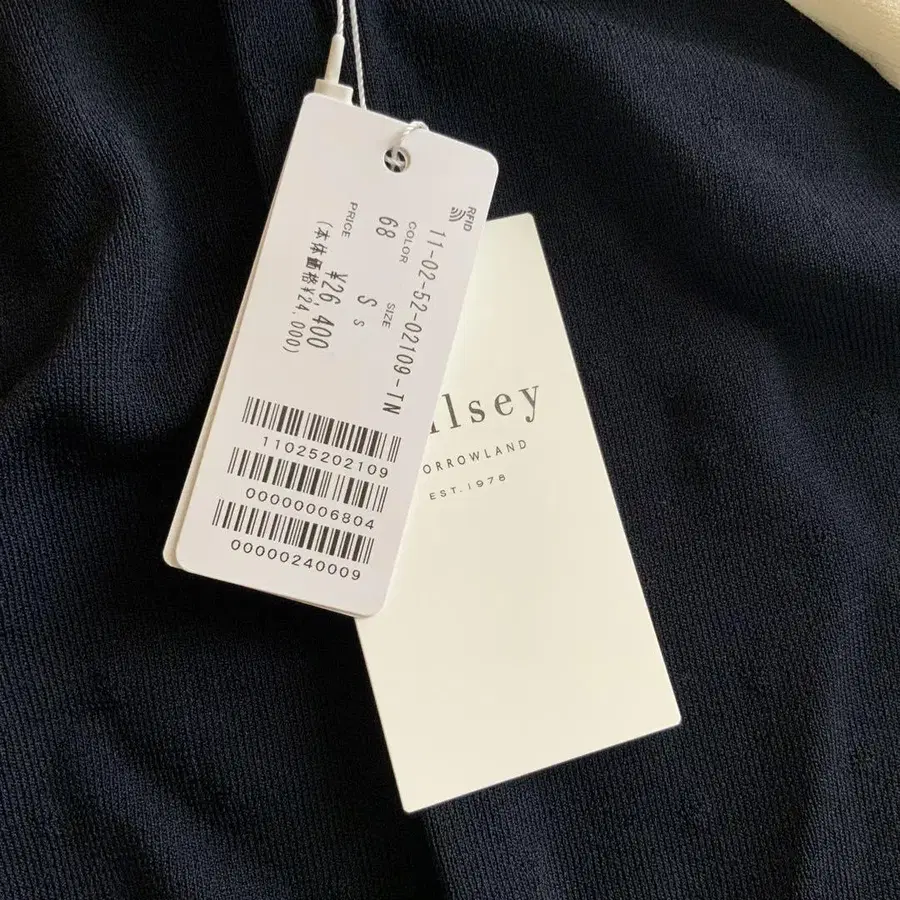 RFID
11-02-52-02109-TN
COLOR SIZE
68 S s
PRICE
¥26,400
(本体価格¥24,000)
11025202109
00000006804
00000240009
lsey
ORROWLAND
EST.1978